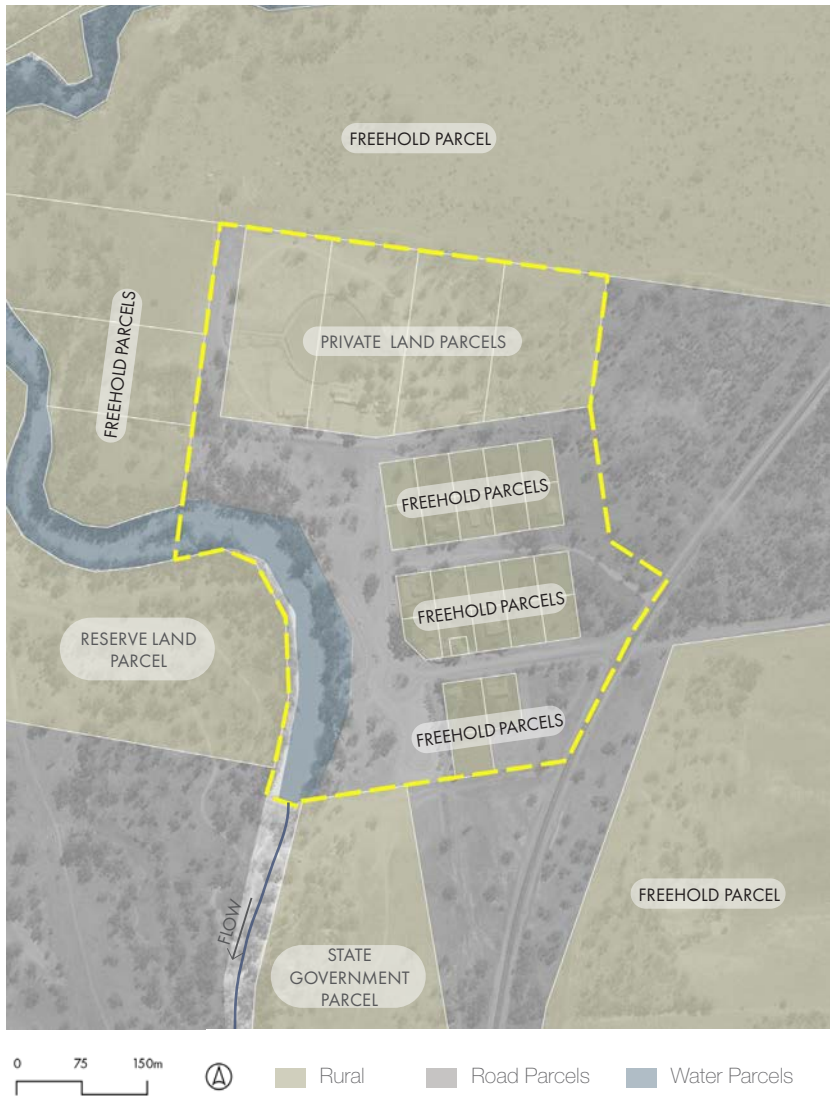 FREEHOLD PARCEL
FREEHOLD PARCELS
PRIVATE LAND PARCELS
FREEHOLD PARCELS
FREEHOLD PARCELS
RESERVE LAND
PARCEL
FREEHOLD PARCELS
FREEHOLD PARCEL
FLOW
STATE
GOVERNMENT
PARCEL
0 75 150m
A
Rural
Road Parcels
Water Parcels